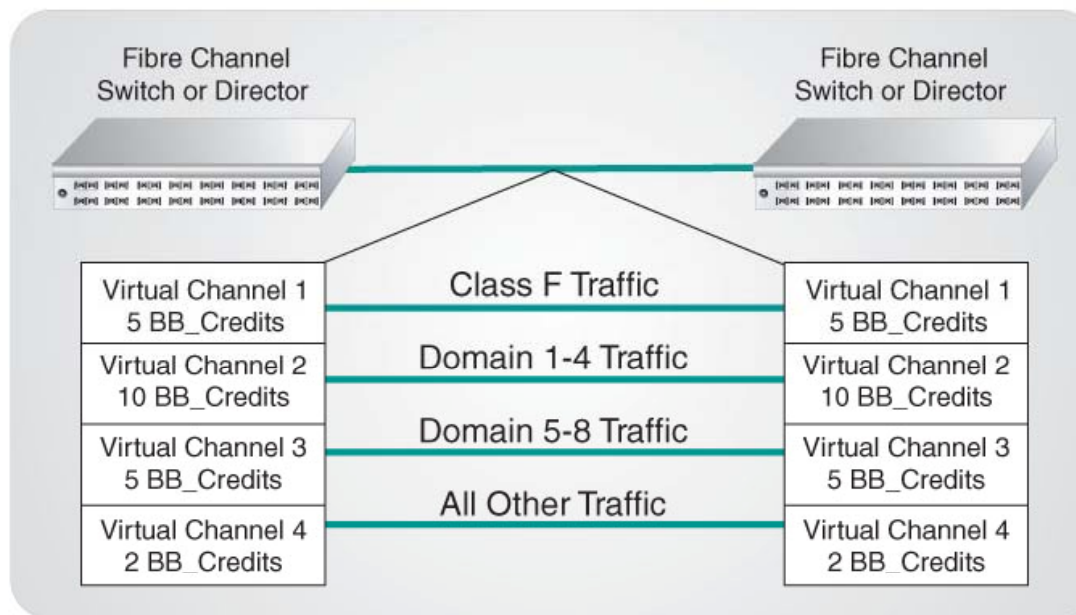 Fibre Channel
Switch or Director
Fibre Channel
Switch or Director
Virtual Channel 1
5 BB_Credits
Class F Traffic
Virtual Channel 1
5 BB_Credits
Virtual Channel 2
10 BB_Credits
Domain 1-4 Traffic
Virtual Channel 2
10 BB_Credits
Virtual Channel 3
5 BB_Credits
Domain 5-8 Traffic
Virtual Channel 3
5 BB_Credits
Virtual Channel 4
2 BB_Credits
All Other Traffic
Virtual Channel 4
2 BB_Credits